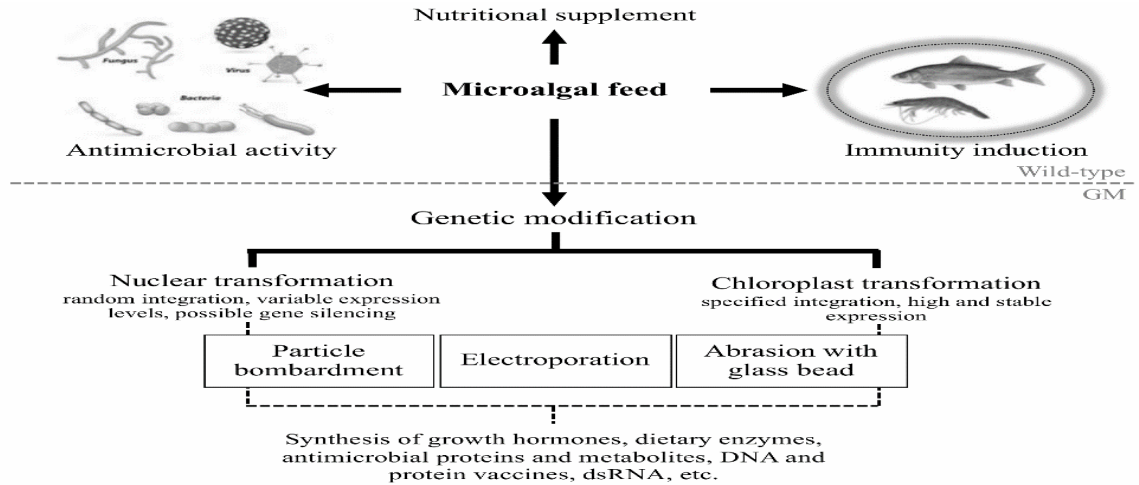 Nutritional supplement
Fungus
Virus
Bacteria
Microalgal feed
Antimicrobial activity
Immunity induction
Wild-type
GM
Genetic modification
Nuclear transformation
random integration, variable expression
levels, possible gene silencing
Chloroplast transformation
specified integration, high and stable
expression
Particle
bombardment
Electroporation
Abrasion with
glass bead
Synthesis of growth hormones, dietary enzymes,
antimicrobial proteins and metabolites, DNA and
protein vaccines, dsRNA, etc.